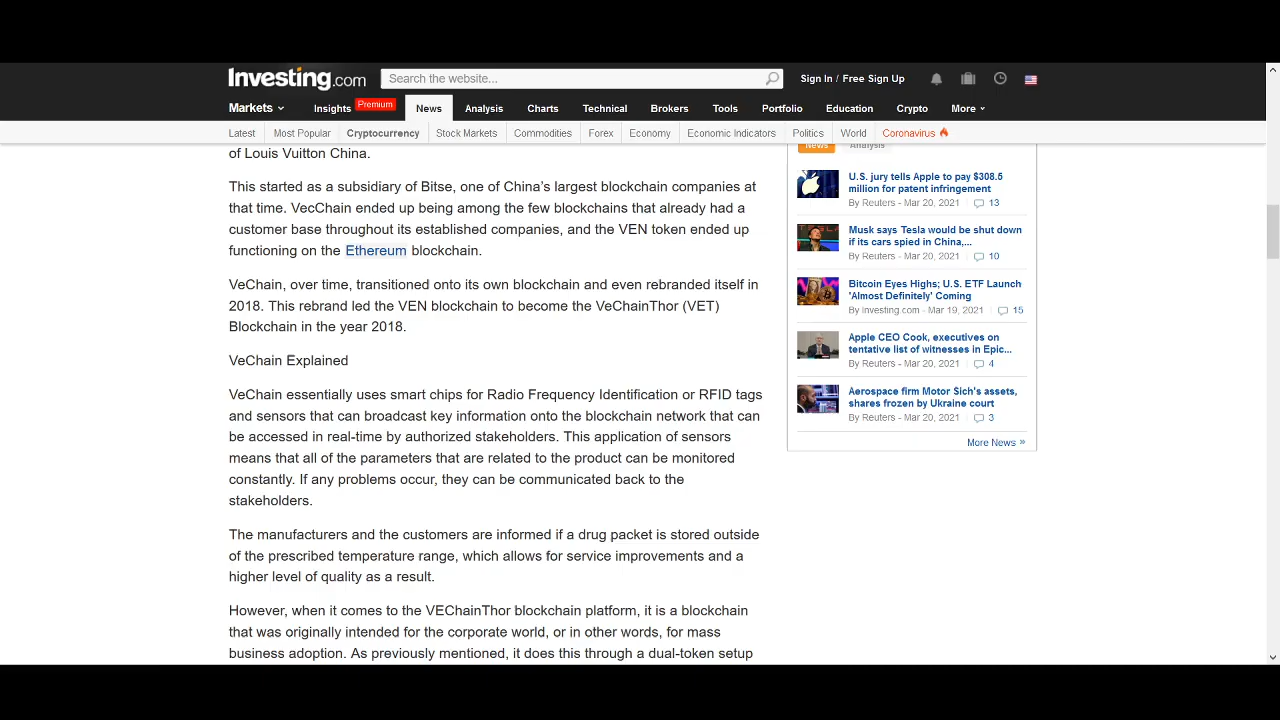 Investing.com
Search the website...
Sign In / Free Sign Up
Markets
Insights
Premium
News
Analysis
Charts
Technical
Brokers
Tools
Portfolio
Education
Crypto
More
Latest
Most Popular
Cryptocurrency
Stock Markets
Commodities
Forex
Economy
Economic Indicators
Politics
World
Coronavirus
of Louis Vuitton China.
This started as a subsidiary of Bitse, one of China's largest blockchain companies at
that time. VecChain ended up being among the few blockchains that already had a
customer base throughout its established companies, and the VEN token ended up
functioning on the Ethereum blockchain.
VeChain, over time, transitioned onto its own blockchain and even rebranded itself in
2018. This rebrand led the VEN blockchain to become the VeChainThor (VET)
Blockchain in the year 2018.
VeChain Explained
VeChain essentially uses smart chips for Radio Frequency Identification or RFID tags
and sensors that can broadcast key information onto the blockchain network that can
be accessed in real-time by authorized stakeholders. This application of sensors
means that all of the parameters that are related to the product can be monitored
constantly. If any problems occur, they can be communicated back to the
stakeholders.
The manufacturers and the customers are informed if a drug packet is stored outside
of the prescribed temperature range, which allows for service improvements and a
higher level of quality as a result.
However, when it comes to the VEChainThor blockchain platform, it is a blockchain
that was originally intended for the corporate world, or in other words, for mass
business adoption. As previously mentioned, it does this through a dual-token setup
News
Analysis
U.S. jury tells Apple to pay $308.5
million for patent infringement
By Reuters - Mar 20, 2021 13
Musk says Tesla would be shut down
if its cars spied in China,...
By Reuters - Mar 20, 2021 10
Bitcoin Eyes Highs; U.S. ETF Launch
'Almost Definitely' Coming
By Investing.com - Mar 19, 2021 15
Apple CEO Cook, executives on
tentative list of witnesses in Epic...
By Reuters - Mar 20, 2021 4
Aerospace firm Motor Sich's assets,
shares frozen by Ukraine court
By Reuters - Mar 20, 2021 3
More News »